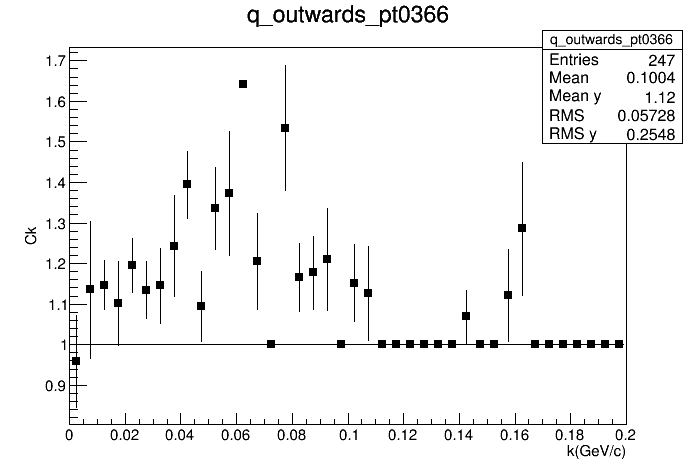 q_outwards_pt0366
q_outwards_pt0366
Entries 247
Mean 0.1004
Mean y 1.12
RMS 0.05728
RMS y 0.2548
1.7
1.6
1.5
1.4
1.3
1.2
1.1
1
0.9
Ck
0 0.02 0.04 0.06 0.08 0.1 0.12 0.14 0.16 0.18 0.2
k(GeV/c)